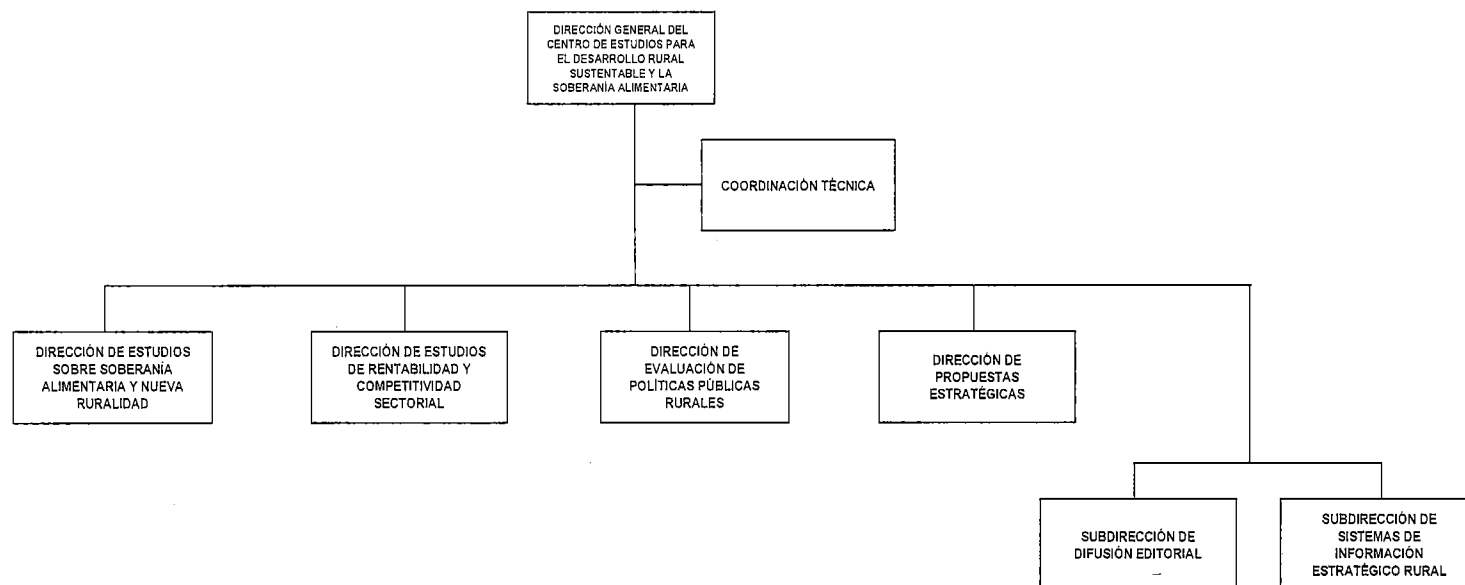 DIRECCIÓN GENERAL DEL
CENTRO DE ESTUDIOS PARA
EL DESARROLLO RURAL
SUSTENTABLE Y LA
SOBERANÍA ALIMENTARIA
COORDINACIÓN TÉCNICA
DIRECCIÓN DE ESTUDIOS
SOBRE SOBERANÍA
ALIMENTARIA Y NUEVA
RURALIDAD
DIRECCIÓN DE ESTUDIOS
DE RENTABILIDAD Y
COMPETITIVIDAD
SECTORIAL
DIRECCIÓN DE
EVALUACIÓN DE
POLÍTICAS PÚBLICAS
RURALES
DIRECCIÓN DE
PROPUESTAS
ESTRATÉGICAS
SUBDIRECCIÓN DE
DIFUSIÓN EDITORIAL
SUBDIRECCIÓN DE
SISTEMAS DE
INFORMACIÓN
ESTRATÉGICO RURAL